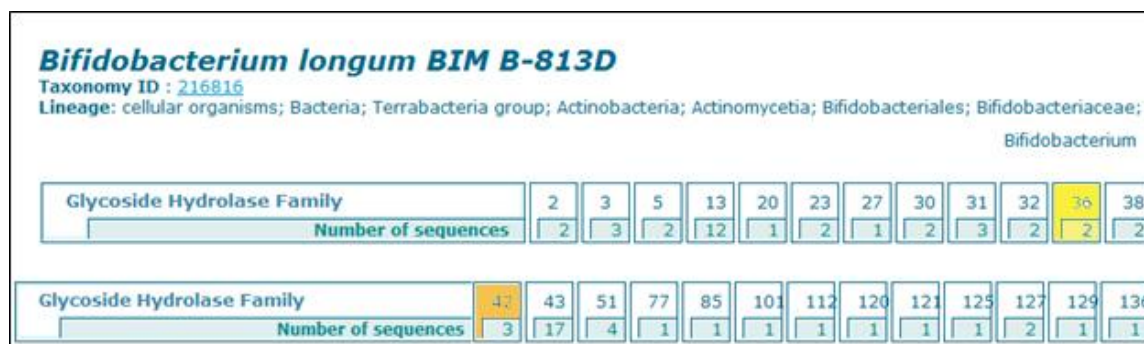 Bifidobacterium longum BIM B-813D
Taxonomy ID : 216816
Lineage: cellular organisms; Bacteria; Terrabacteria group; Actinobacteria; Actinomycetia; Bifidobacteriales; Bifidobacteriaceae;
Bifidobacterium
Glycoside Hydrolase Family 2 3 5 13 20 23 27 30 31 32 36 38
Number of sequences 2 3 2 12 1 2 1 2 3 2 2 2
Glycoside Hydrolase Family 42 43 51 77 85 101 112 120 121 125 127 129 136
Number of sequences 3 17 4 1 1 1 1 1 1 1 2 1 1